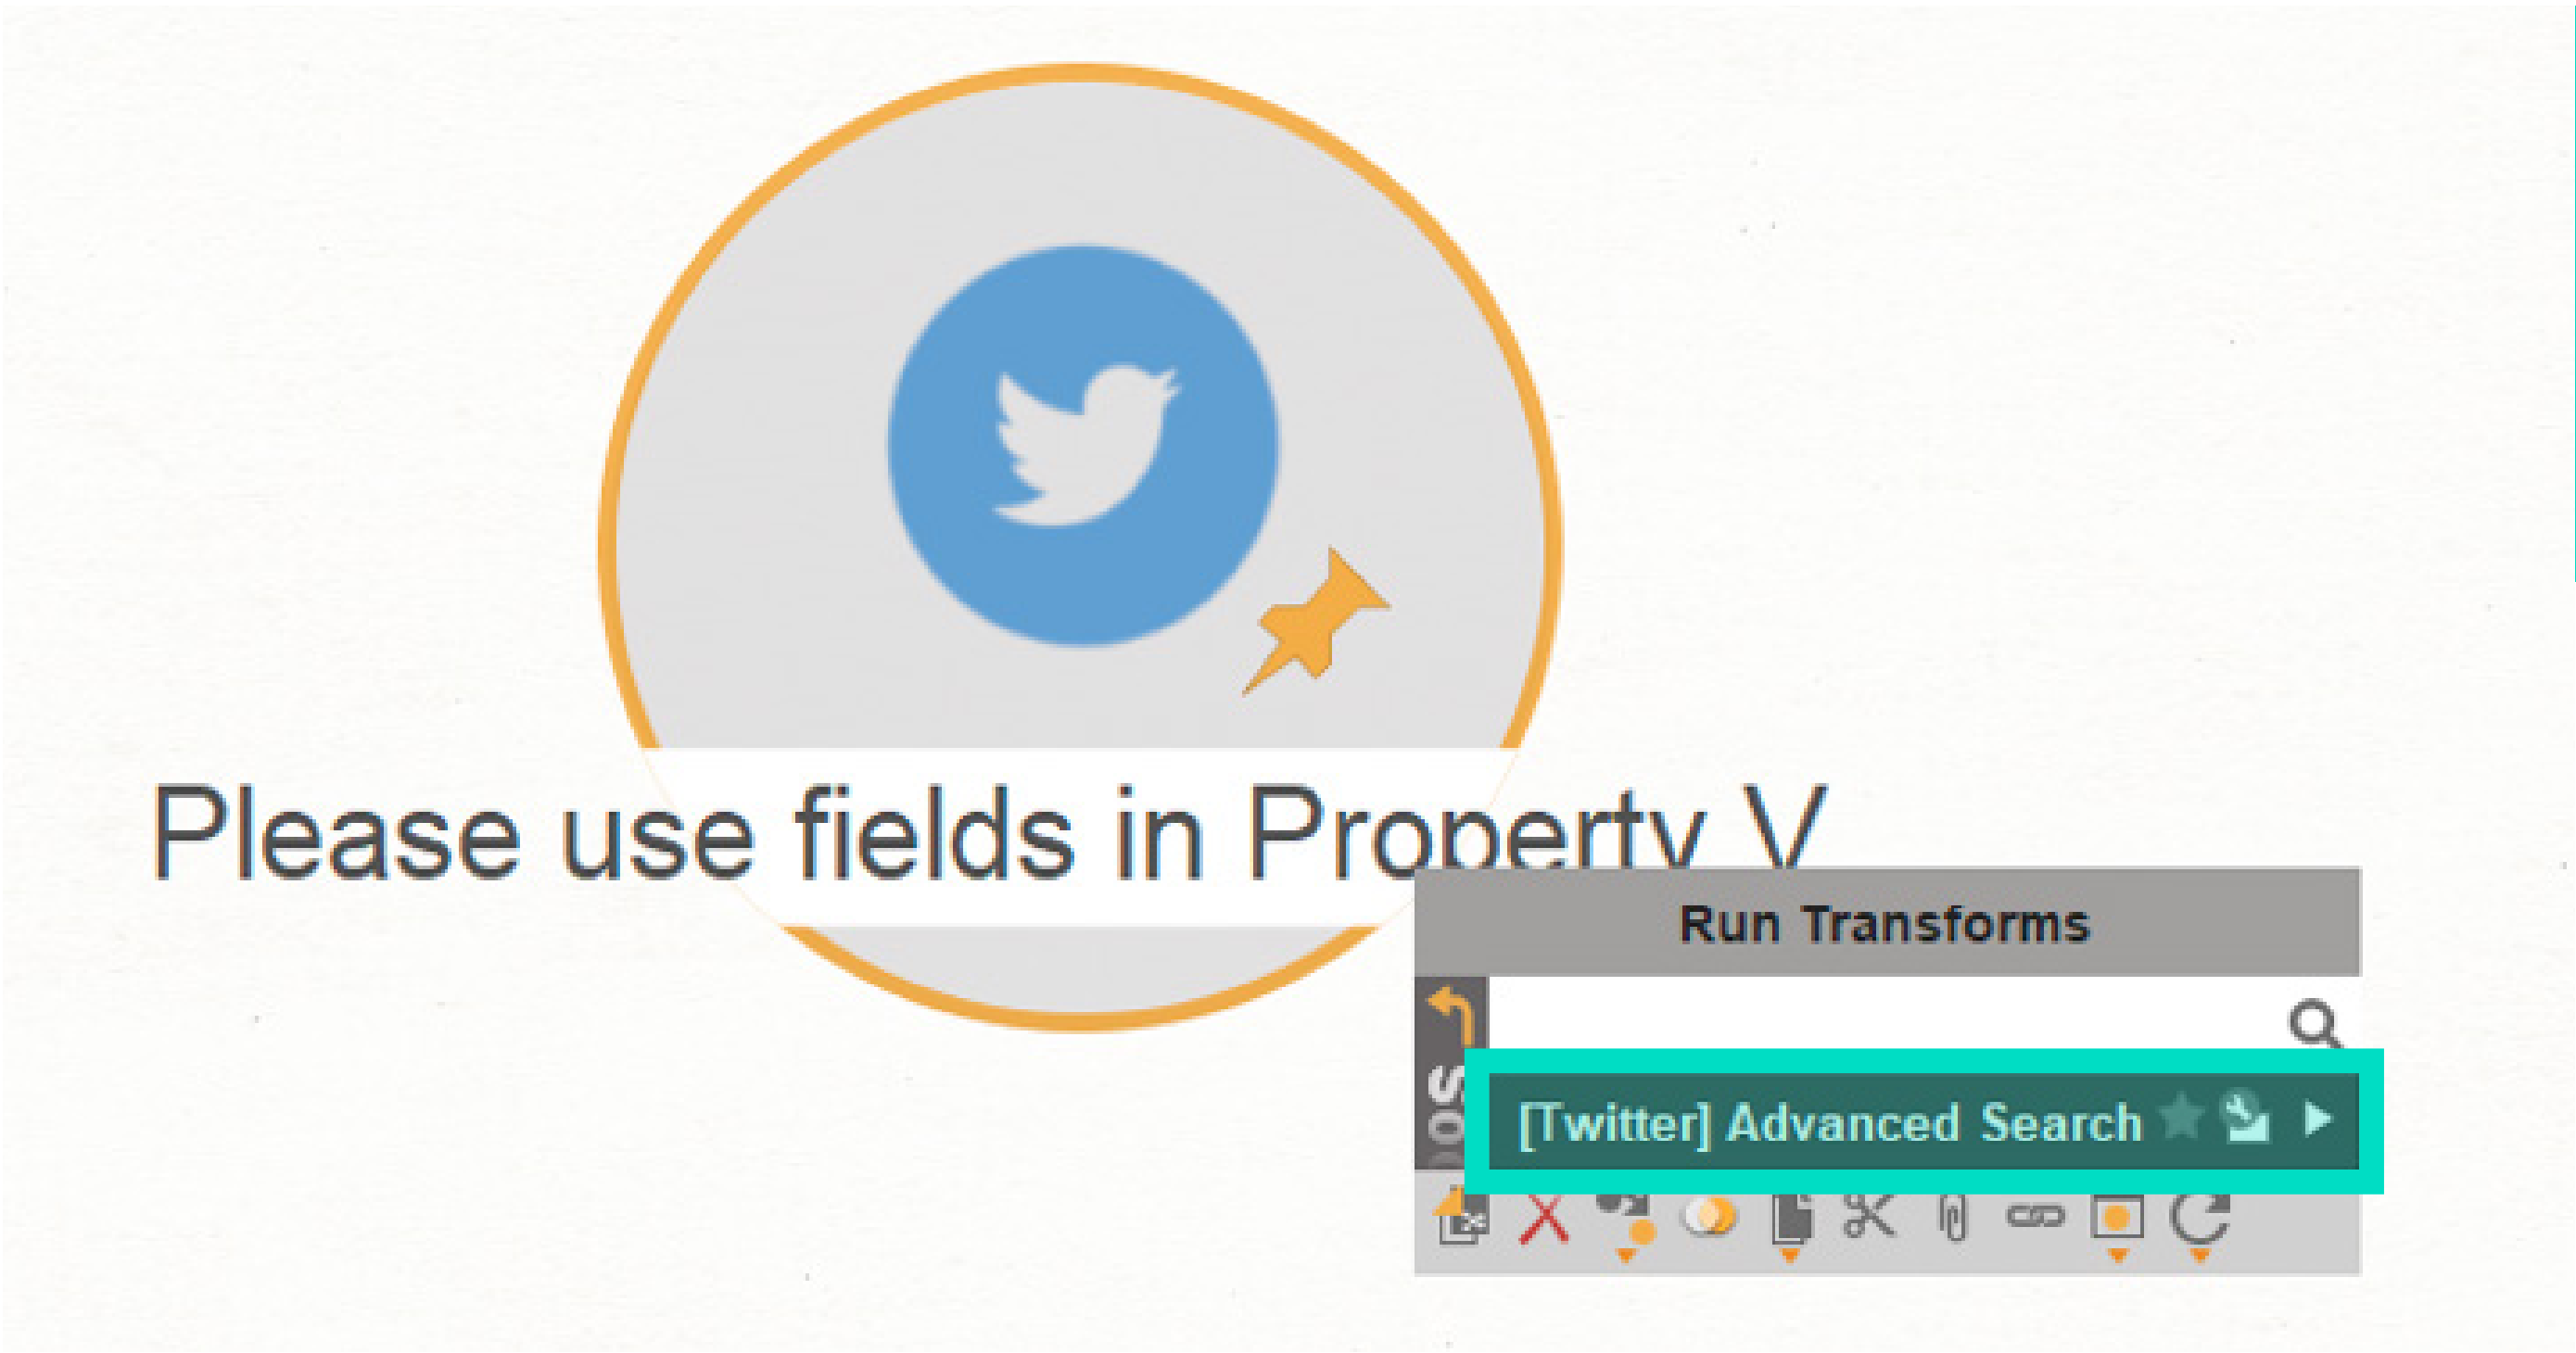 Please use fields in Property V
Run Transforms
[Twitter] Advanced Search